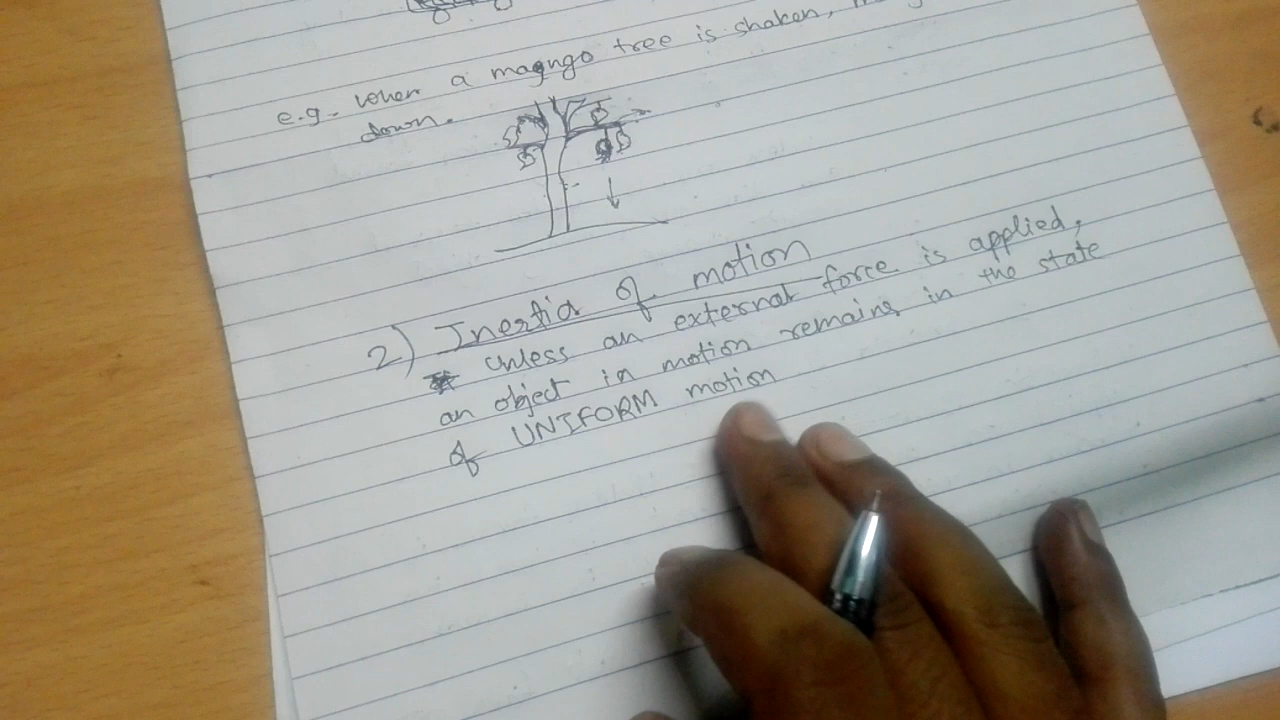 e.g. when a magngo tree is shaken,
down.
2) Inertia of motion
unless an external force is applied,
an object in motion remains in the state
of UNIFORM motion